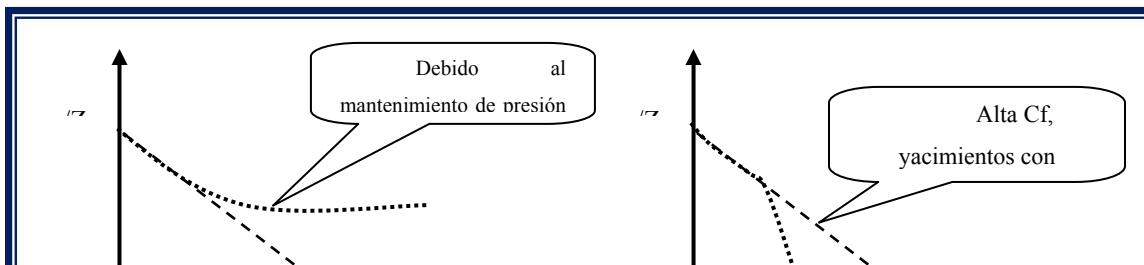 Debido al
mantenimiento de presión
/Z
/Z
Alta Cf,
yacimientos con